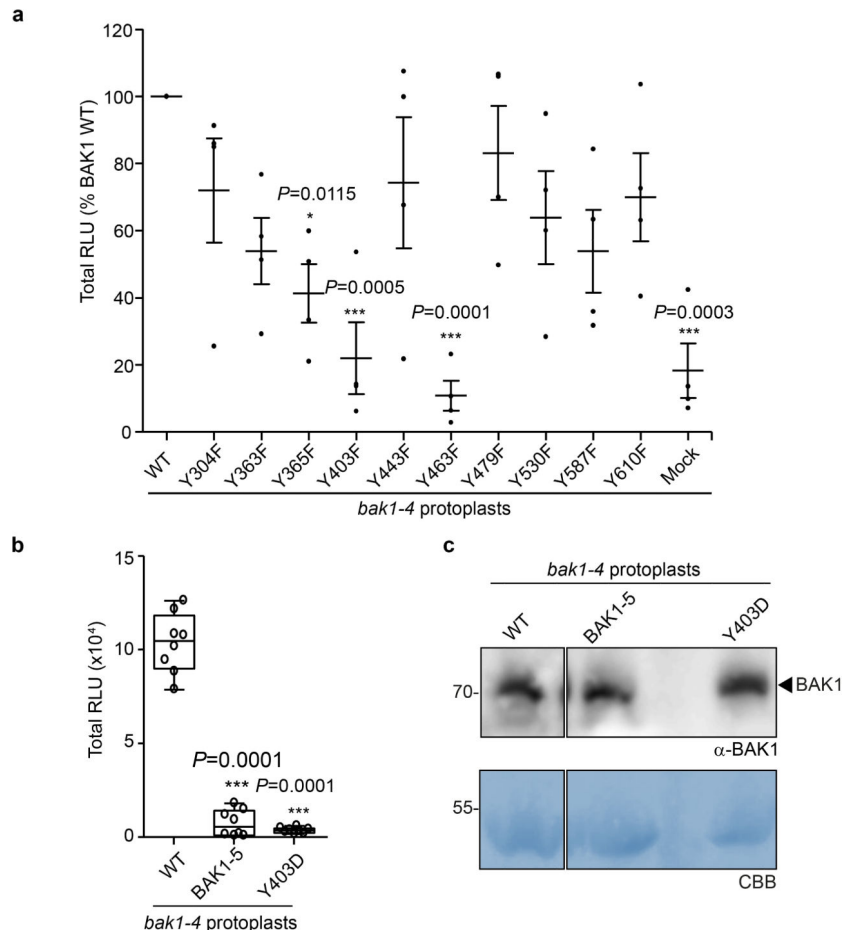 a
120
100
80
60
40
20
0
Total RLU (% BAK1 WT)
P=0.0115
*
P=0.0005
***
P=0.0001
***
P=0.0003
***
WT
Y304F
Y363F
Y365F
Y403F
Y443F
Y463F
Y479F
Y530F
Y587F
Y610F
Mock
bak1-4 protoplasts
b
15
10
5
0
Total RLU (x10⁴)
P=0.0001
***
P=0.0001
***
WT
BAK1-5
Y403D
bak1-4 protoplasts
c
bak1-4 protoplasts
WT
BAK1-5
Y403D
70-
◀BAK1
α-BAK1
55-
CBB